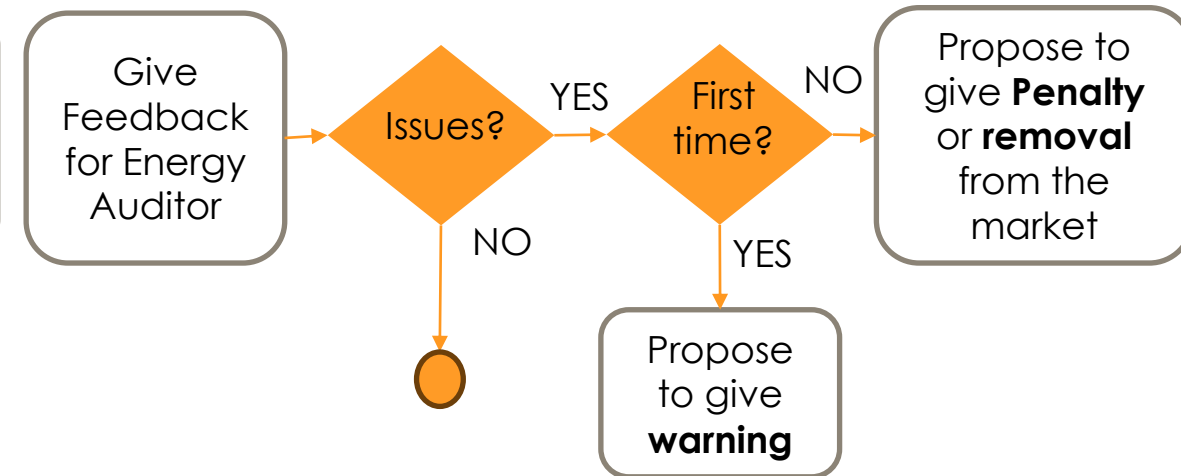 Give
Feedback
for Energy
Auditor
Issues?
YES
NO
First
time?
NO
YES
Propose to
give Penalty
or removal
from the
market
Propose
to give
warning